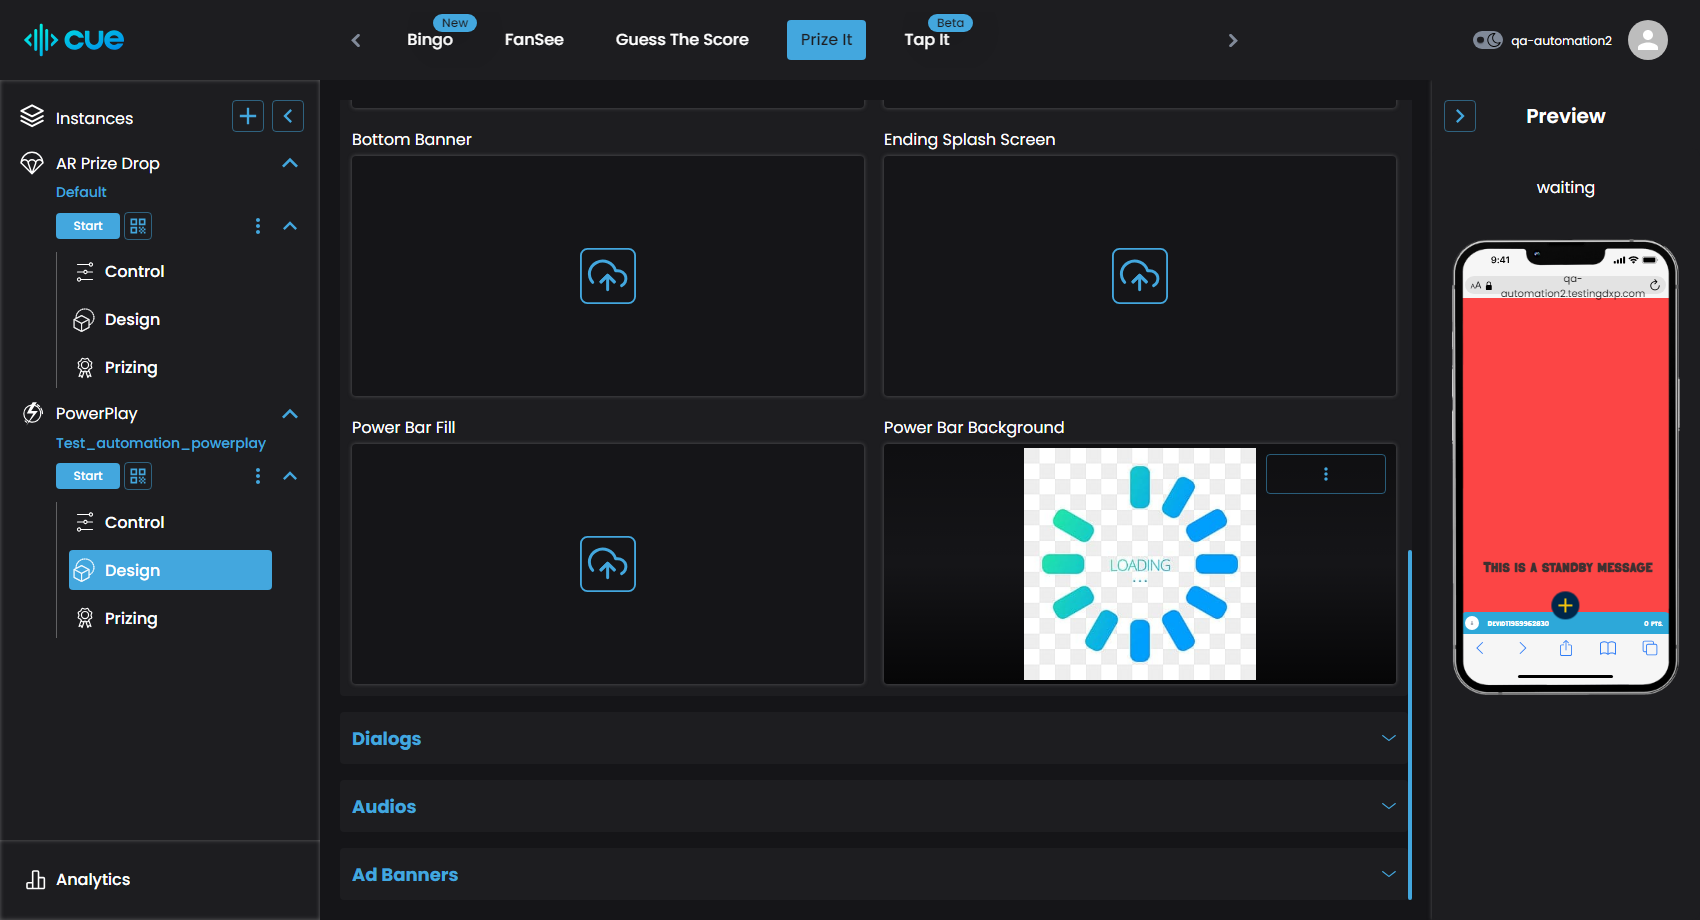 cue
New
Bingo
FanSee
Guess The Score
Prize It
Beta
Tap It
qa-automation2
Instances
AR Prize Drop
Default
Start
Control
Design
Prizing
PowerPlay
Test_automation_powerplay
Start
Control
Design
Prizing
Analytics
Bottom Banner
Ending Splash Screen
Power Bar Fill
Power Bar Background
LOADING
...
Dialogs
Audios
Ad Banners
Preview
waiting
9:41
AA
qa-
automation2.testingdxp.com
This is a standby message
0 PTS.